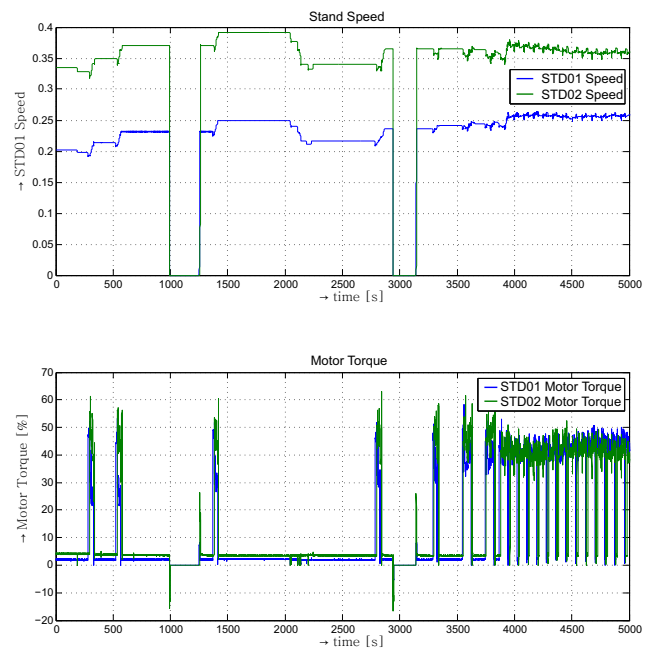 Stand Speed
→ STD01 Speed
0.4
0.35
0.3
0.25
0.2
0.15
0.1
0.05
0
STD01 Speed
STD02 Speed
0 500 1000 1500 2000 2500 3000 3500 4000 4500 5000
→ time [s]
Motor Torque
→ Motor Torque [%]
70
60
50
40
30
20
10
0
−10
−20
STD01 Motor Torque
STD02 Motor Torque
0 500 1000 1500 2000 2500 3000 3500 4000 4500 5000
→ time [s]